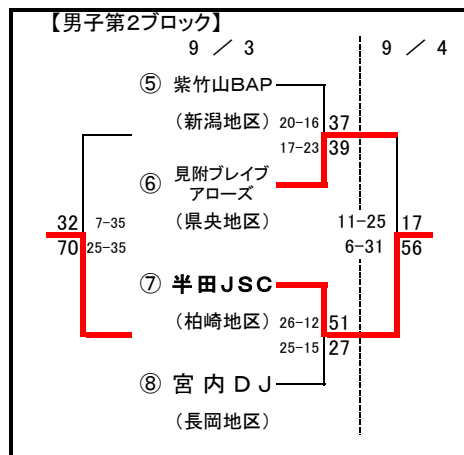 【男子第2ブロック】
9 ／ 3
9 ／ 4
⑤ 紫竹山BAP
(新潟地区)
20-16 37
17-23 39
⑥ 見附ブレイブ
アローズ
(県央地区)
32 7-35
70 25-35
11-25 17
6-31 56
⑦ 半田JSC
(柏崎地区)
26-12 51
25-15 27
⑧ 宮内DJ
(長岡地区)